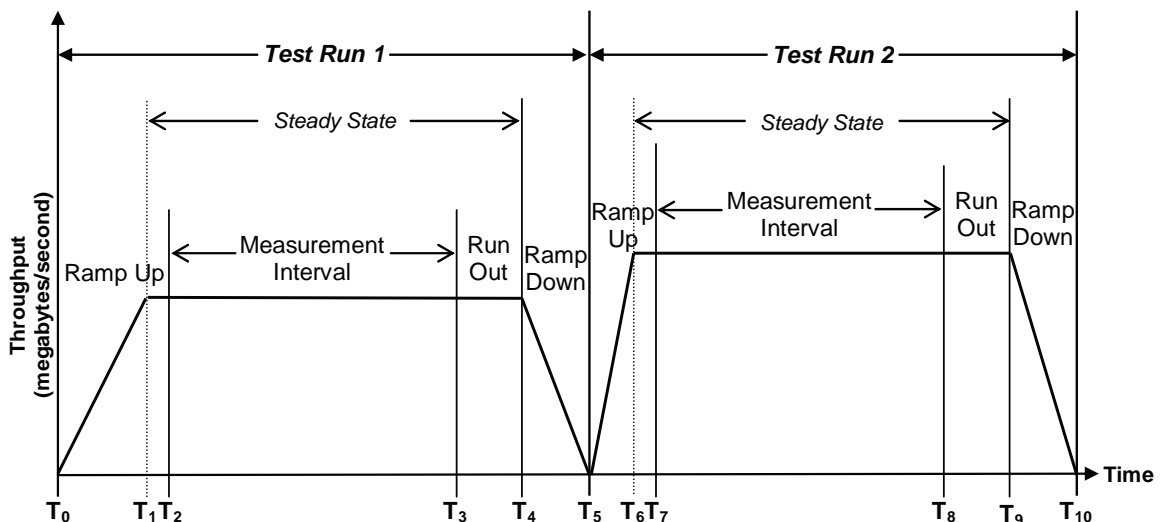 Test Run 1
Test Run 2
Steady State
Steady State
Throughput
(megabytes/second)
Ramp Up
Measurement
Interval
Run
Out
Ramp
Down
Ramp
Up
Measurement
Interval
Run
Out
Ramp
Down
Time
T0
T1
T2
T3
T4
T5
T6
T7
T8
T9
T10